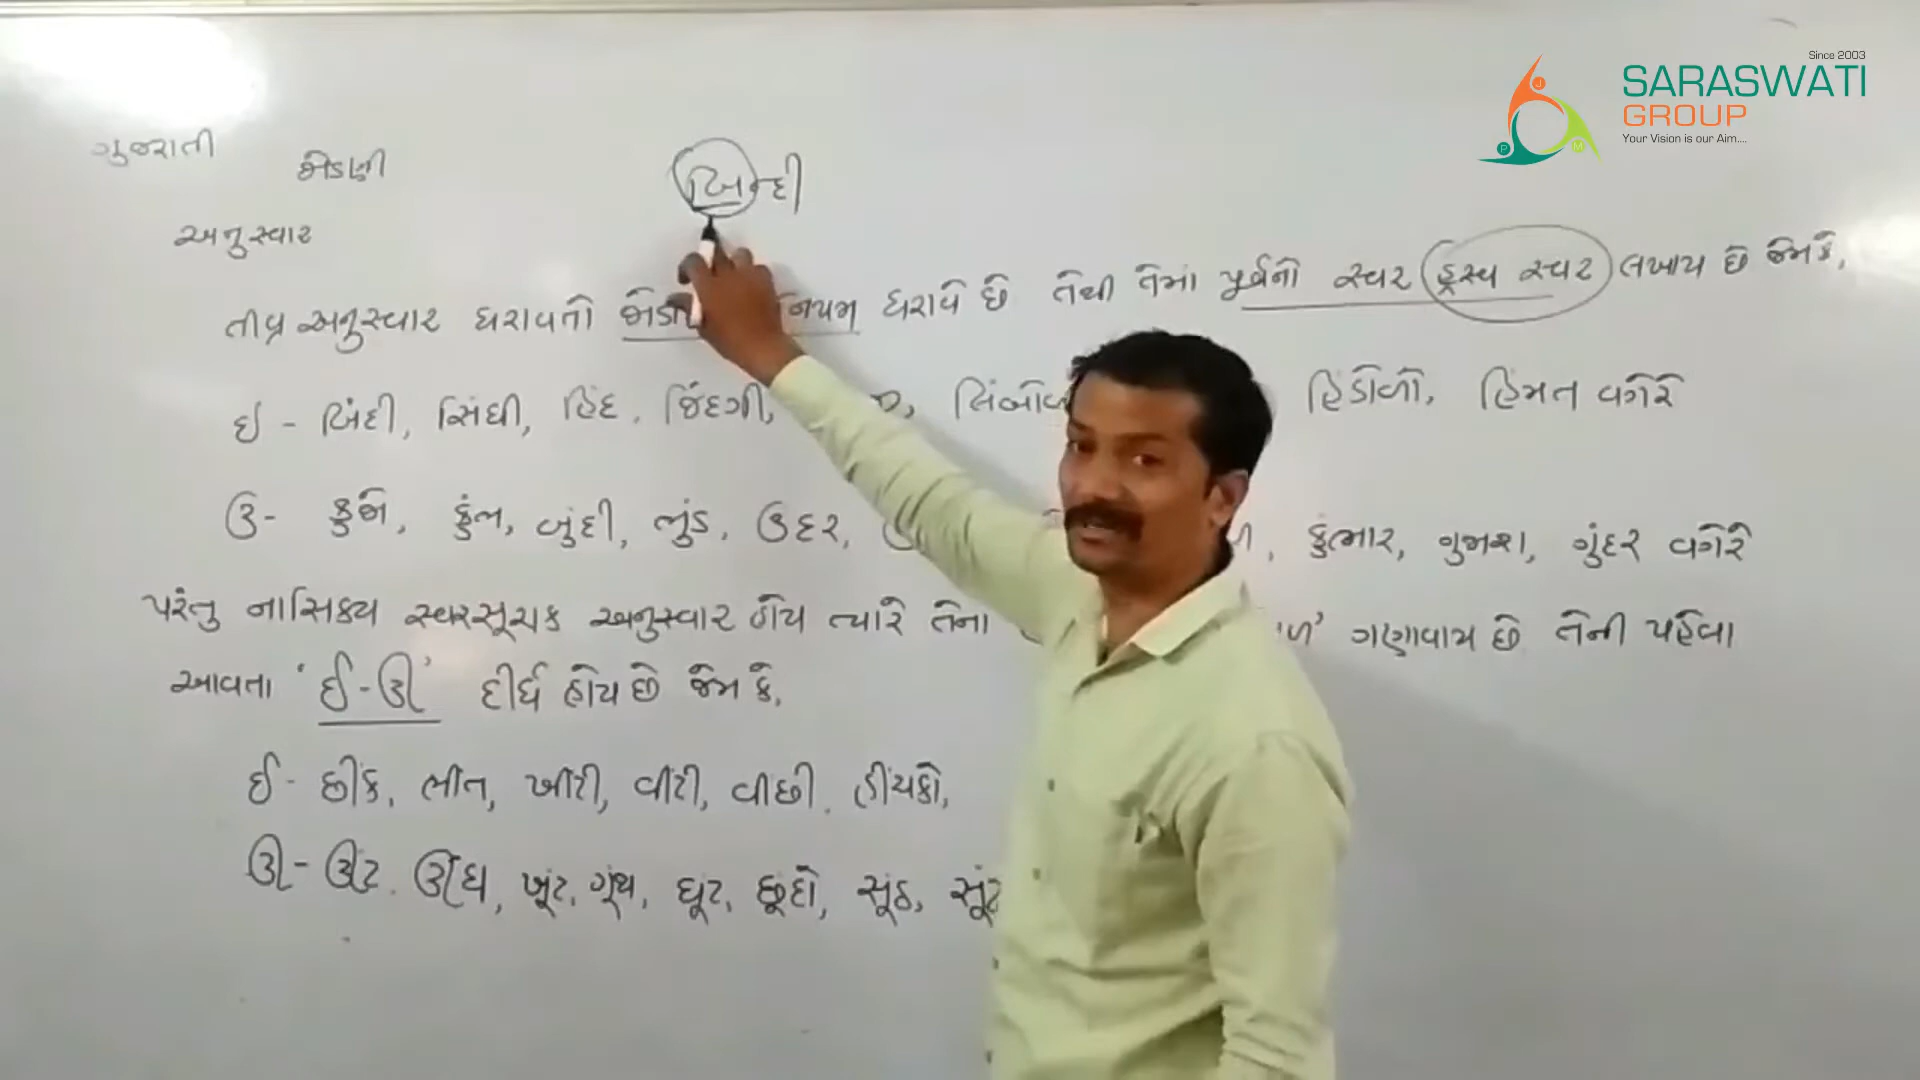 Since 2003
SARASWATI
GROUP
Your Vision is our Aim....
ગુજરાતી
જોડણી
બિન્દી
અનુસ્વાર
તીવ્ર અનુસ્વાર ધરાવતો નિયમ ધરાવે છે તેથી તેમાં પૂર્વનો સ્વર હ્રસ્વ સ્વર લખાય છે જેમકે,
ઇ - બિંદી, સિંધી, હિંદ, જિંદગી, હિંડોળો, હિંમત વગેરે
ઉ - કુંભ, બુંદી, ભુંડ, ઉંદર, કુંભાર, ગુંજાશ, ગુંદર વગેરે
પરંતુ નાસિક્ય સ્વરસૂચક અનુસ્વાર હોય ત્યારે તેના ગણાવાય છે તેની પહેલા
આવતા 'ઈ-ઊ' દીર્ઘ હોય છે જેમ કે,
ઈ - છીંક, ભીંત, ખીંટી, વીંટી, વીંછી, હીંચકો,
ઊ - ઊંટ, ઊંઘ, ખૂંટ, ગૂંથ, ઘૂંટ, છૂંદો, સૂંઠ,